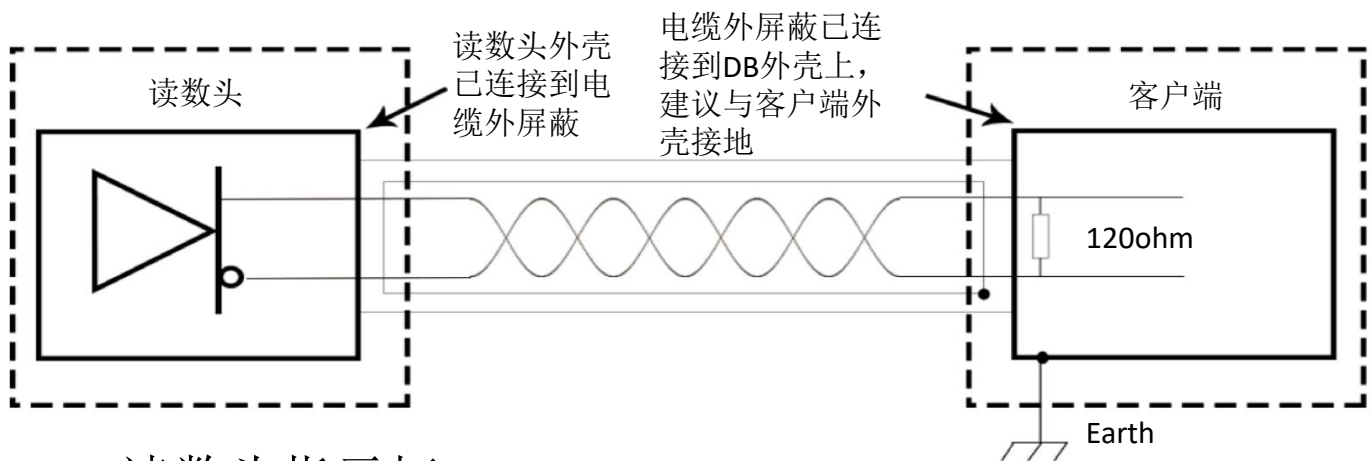 读数头
读数头外壳
已连接到电
缆外屏蔽
电缆外屏蔽已连
接到DB外壳上，
建议与客户端外
壳接地
客户端
120ohm
Earth